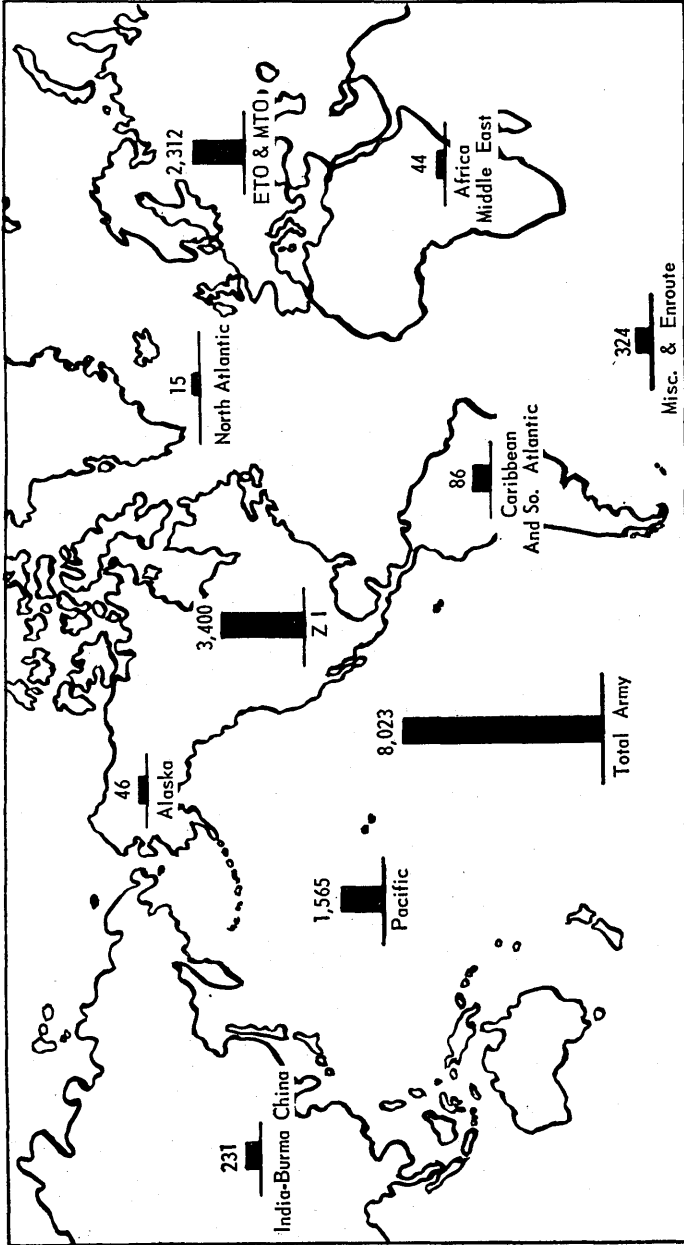 231
India-Burma China
46
Alaska
1,565
Pacific
8,023
Total Army
3,400
Z I
15
North Atlantic
86
Caribbean
And So. Atlantic
2,312
ETO & MTO
44
Africa
Middle East
324
Misc. & Enroute